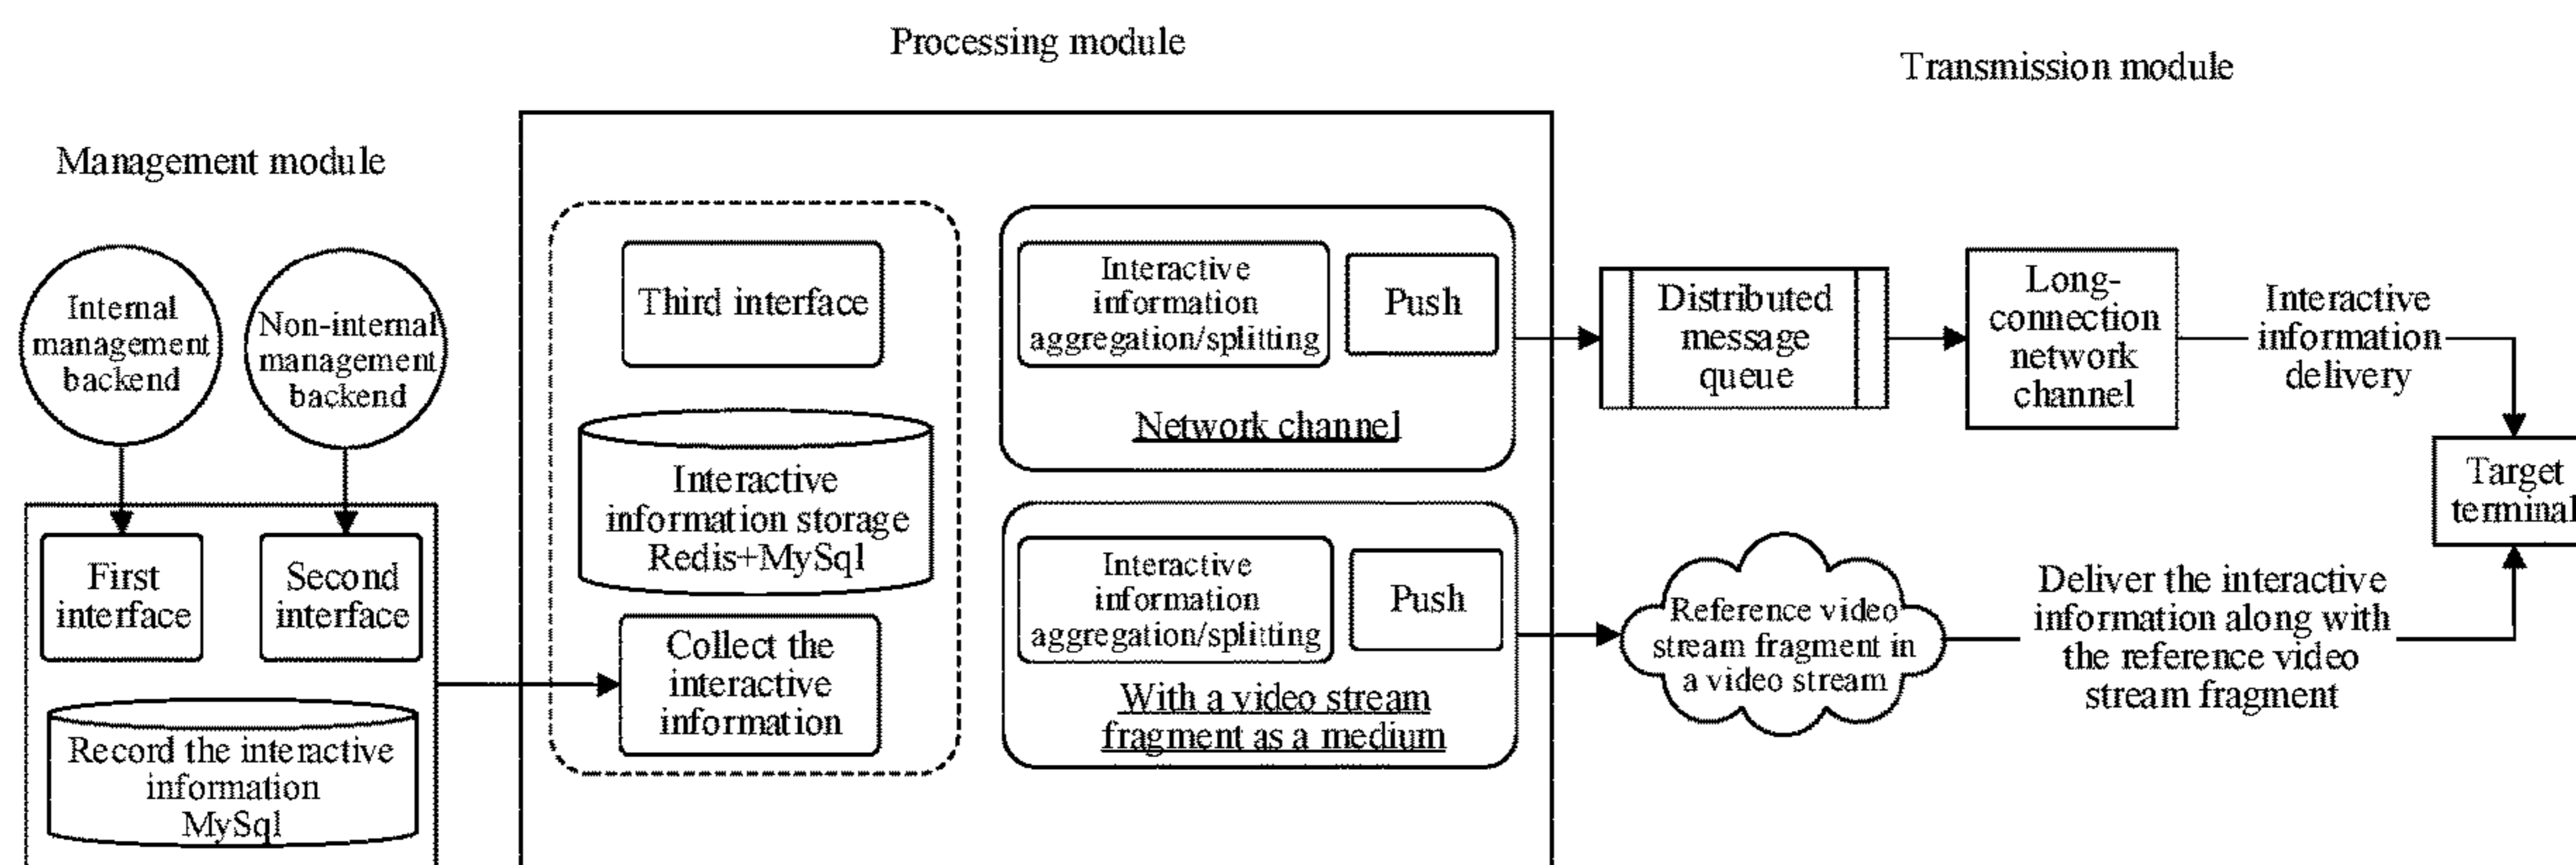 Processing module
Transmission module
Management module
Internal
management
backend
Non-internal
management
backend
First
interface
Second
interface
Record the interactive
information
MySql
Third interface
Interactive
information storage
Redis+MySql
Collect the
interactive
information
Interactive
information
aggregation/splitting
Push
Network channel
Interactive
information
aggregation/splitting
Push
With a video stream
fragment as a medium
Distributed
message
queue
Long-
connection
network
channel
Interactive
information
delivery
Reference video
stream fragment in
a video stream
Deliver the interactive
information along with
the reference video
stream fragment
Target
terminal